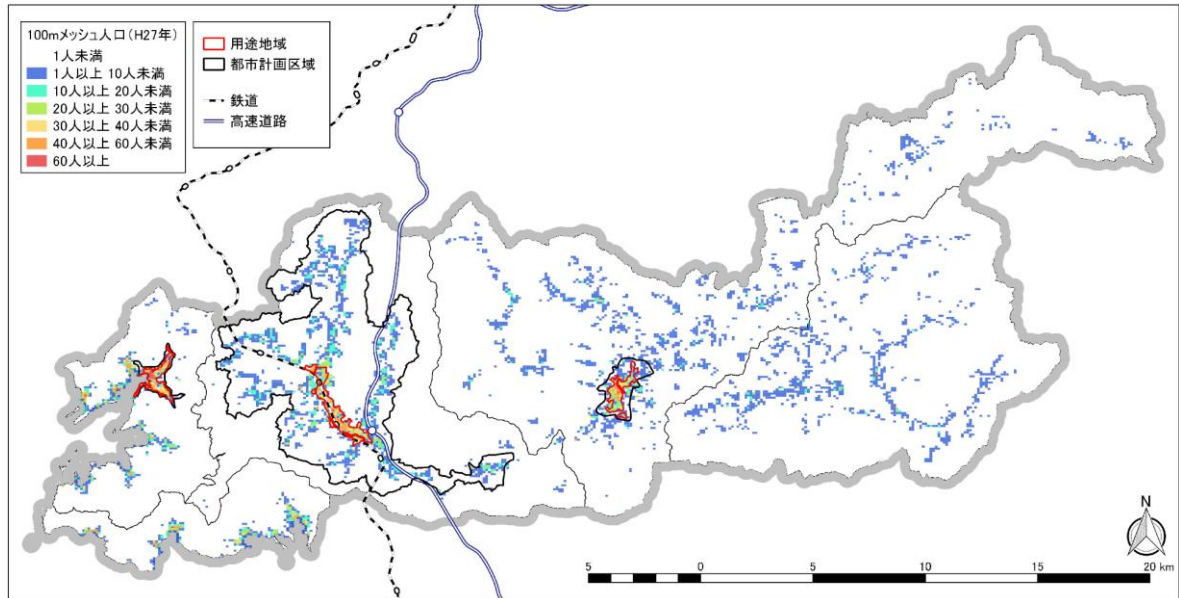 100mメッシュ人口(H27年)
1人未満
1人以上 10人未満
10人以上 20人未満
20人以上 30人未満
30人以上 40人未満
40人以上 60人未満
60人以上
用途地域
都市計画区域
鉄道
高速道路
N
5 0 5 10 15 20 km